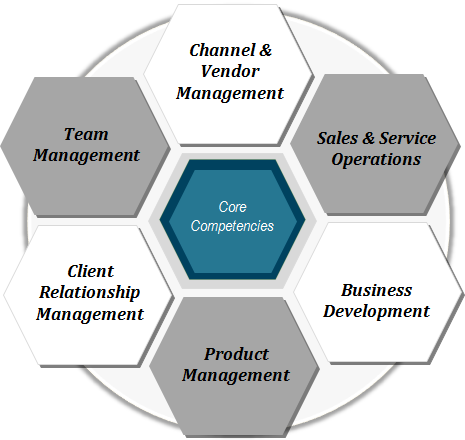 Channel &
Vendor
Management
Team
Management
Sales & Service
Operations
Core
Competencies
Client
Relationship
Management
Business
Development
Product
Management